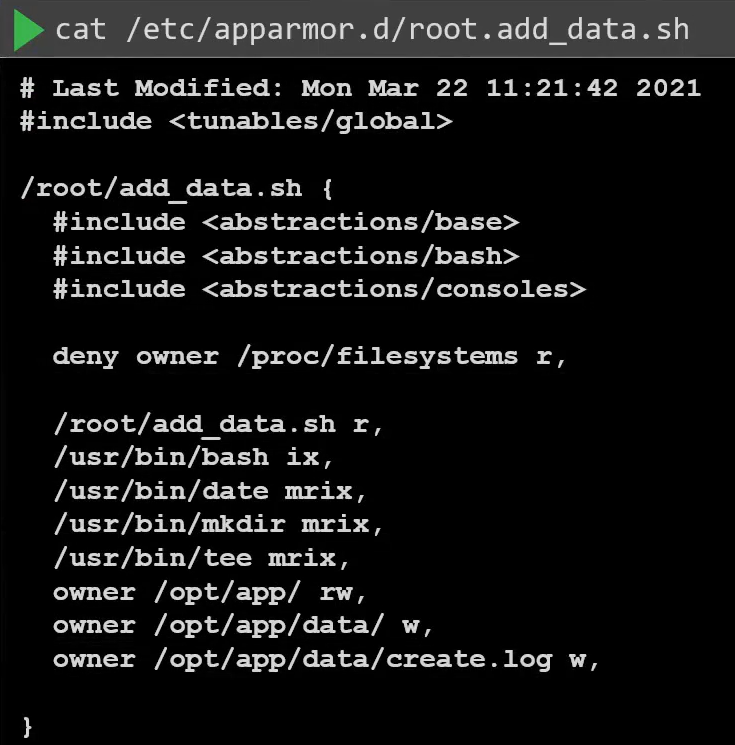 cat /etc/apparmor.d/root.add_data.sh
# Last Modified: Mon Mar 22 11:21:42 2021
#include <tunables/global>
/root/add_data.sh {
#include <abstractions/base>
#include <abstractions/bash>
#include <abstractions/consoles>
deny owner /proc/filesystems r,
/root/add_data.sh r,
/usr/bin/bash ix,
/usr/bin/date mrix,
/usr/bin/mkdir mrix,
/usr/bin/tee mrix,
owner /opt/app/ rw,
owner /opt/app/data/ w,
owner /opt/app/data/create.log w,
}